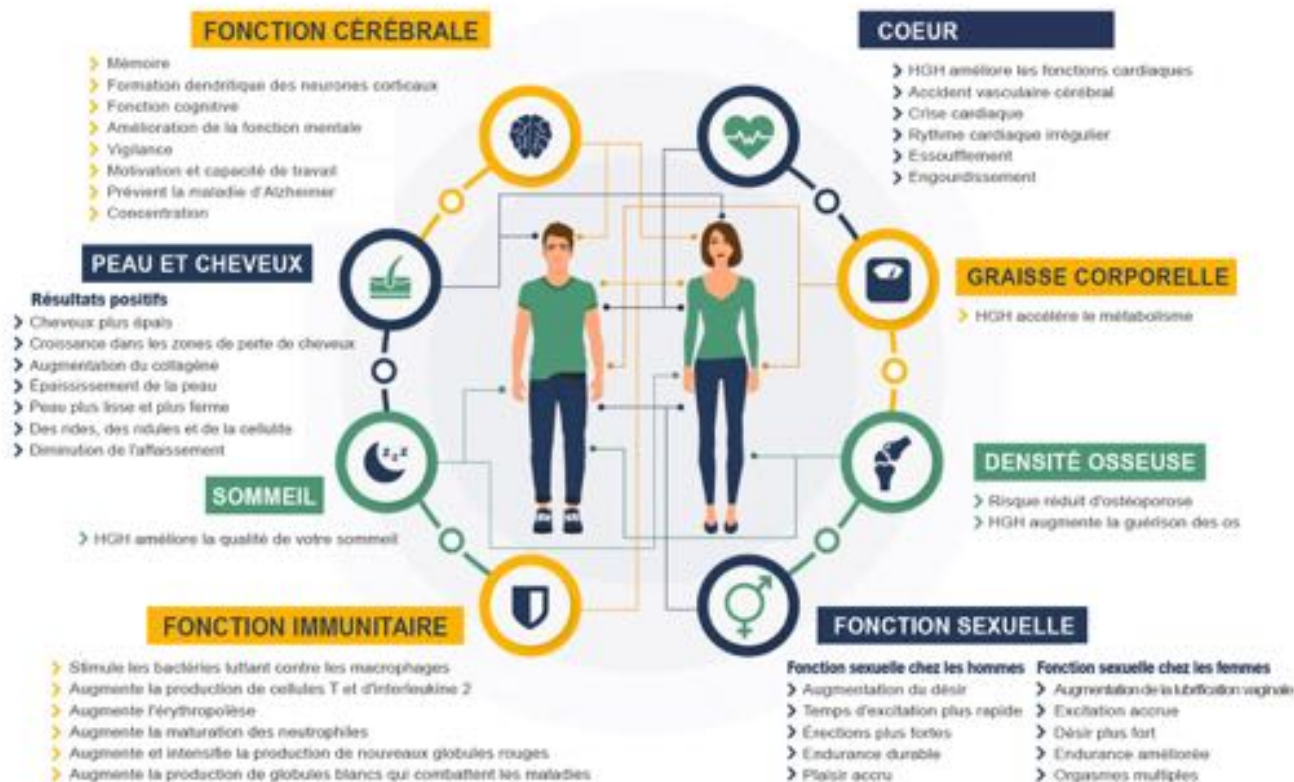 FONCTION CÉRÉBRALE
Mémoire
Formation dendritique des neurones corticaux
Fonction cognitive
Amélioration de la fonction mentale
Vigilance
Motivation et capacité de travail
Prévient la maladie d'Alzheimer
Concentration
COEUR
HGH améliore les fonctions cardiaques
Accident vasculaire cérébral
Crise cardiaque
Rythme cardiaque irrégulier
Essoufflement
Engourdissement
PEAU ET CHEVEUX
Résultats positifs
Cheveux plus épais
Croissance dans les zones de perte de cheveux
Augmentation du collagène
Épaississement de la peau
Peau plus lisse et plus ferme
Des rides, des ridules et de la cellulite
Diminution de l'affaissement
GRAISSE CORPORELLE
HGH accélère le métabolisme
SOMMEIL
zzz
HGH améliore la qualité de votre sommeil
DENSITÉ OSSEUSE
Risque réduit d'ostéoporose
HGH augmente la guérison des os
FONCTION IMMUNITAIRE
Stimule les bactéries luttant contre les macrophages
Augmente la production de cellules T et d'interleukine 2
Augmente l'érythropoïèse
Augmente la maturation des neutrophiles
Augmente et intensifie la production de nouveaux globules rouges
Augmente la production de globules blancs qui combattent les maladies
FONCTION SEXUELLE
Fonction sexuelle chez les hommes
Augmentation du désir
Temps d'excitation plus rapide
Érections plus fortes
Endurance durable
Plaisir accru
Fonction sexuelle chez les femmes
Augmentation de la lubrification vaginale
Excitation accrue
Désir plus fort
Endurance améliorée
Orgasmes multiples